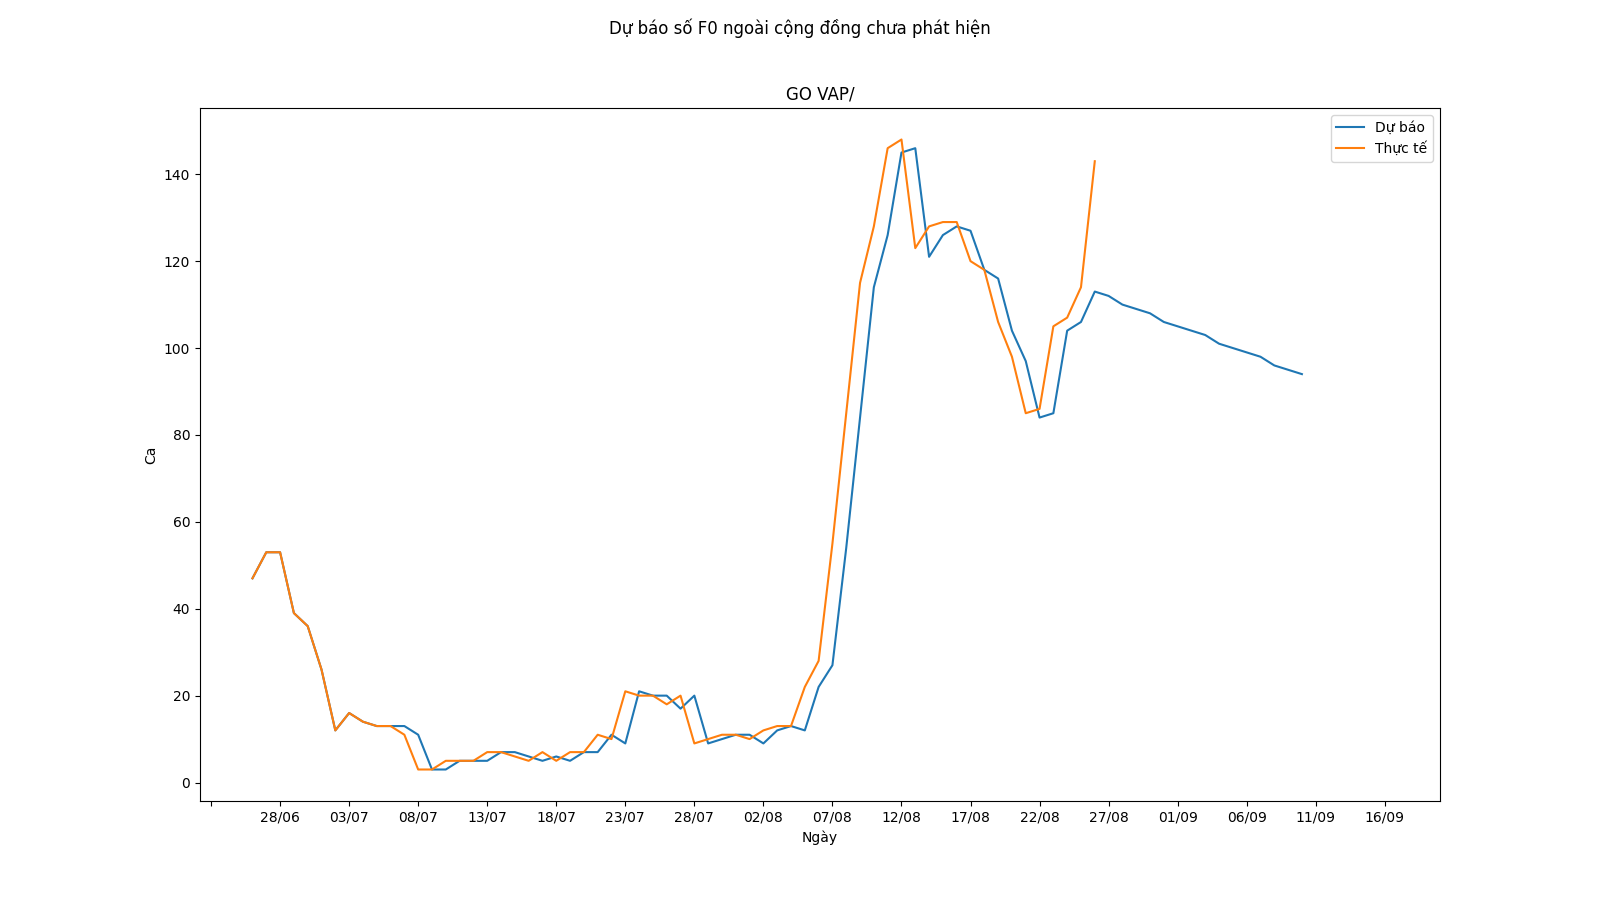 Dự báo số F0 ngoài cộng đồng chưa phát hiện
GO VAP/
Dự báo
Thực tế
140
120
100
80
60
40
20
0
Ca
28/06 03/07 08/07 13/07 18/07 23/07 28/07 02/08 07/08 12/08 17/08 22/08 27/08 01/09 06/09 11/09 16/09
Ngày